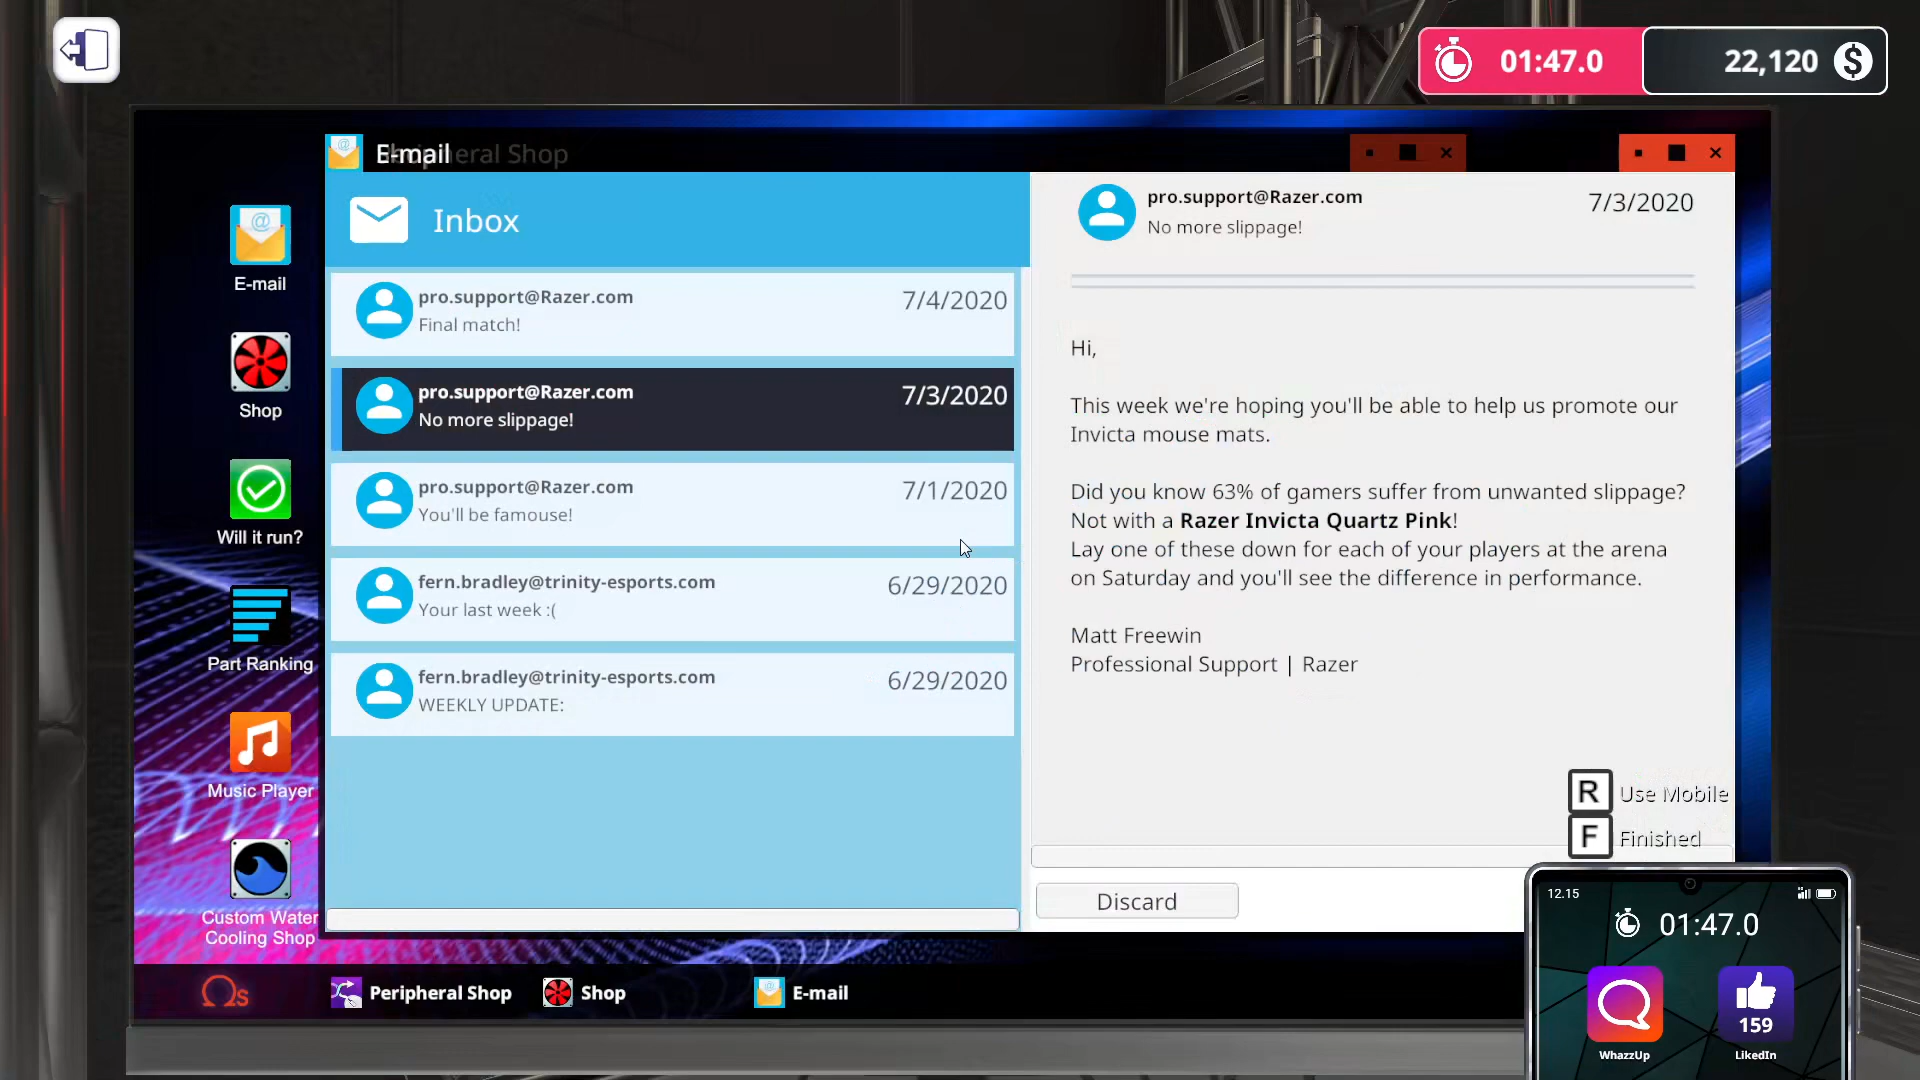 01:47.0
22,120
E-mail
eral Shop
E-mail
Shop
Will it run?
Part Ranking
Music Player
Custom Water
Cooling Shop
Inbox
pro.support@Razer.com
7/4/2020
Final match!
pro.support@Razer.com
7/3/2020
No more slippage!
pro.support@Razer.com
7/1/2020
You'll be famouse!
fern.bradley@trinity-esports.com
6/29/2020
Your last week :(
fern.bradley@trinity-esports.com
6/29/2020
WEEKLY UPDATE:
pro.support@Razer.com
7/3/2020
No more slippage!
Hi,
This week we're hoping you'll be able to help us promote our
Invicta mouse mats.
Did you know 63% of gamers suffer from unwanted slippage?
Not with a Razer Invicta Quartz Pink!
Lay one of these down for each of your players at the arena
on Saturday and you'll see the difference in performance.
Matt Freewin
Professional Support | Razer
R Use Mobile
F Finished
Discard
Ωs
Peripheral Shop
Shop
E-mail
12.15
01:47.0
159
WhazzUp
LikedIn